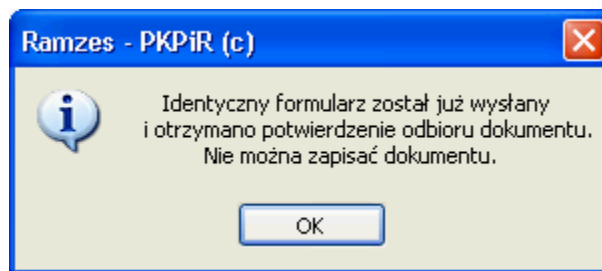 Ramzes - PKPiR (c)
Identyczny formularz został już wysłany
i otrzymano potwierdzenie odbioru dokumentu.
Nie można zapisać dokumentu.
OK